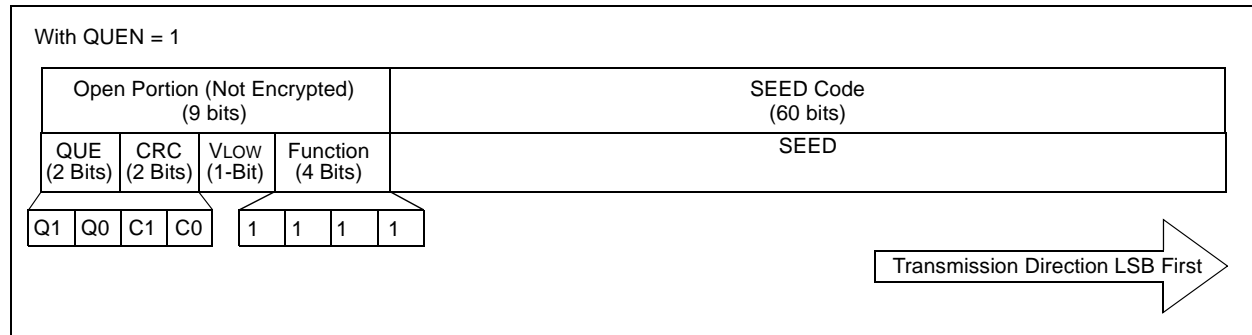 With QUEN = 1
Open Portion (Not Encrypted)
(9 bits)
SEED Code
(60 bits)
QUE
(2 Bits)
CRC
(2 Bits)
VLOW
(1-Bit)
Function
(4 Bits)
SEED
Q1 Q0 C1 C0 1 1 1 1
Transmission Direction LSB First